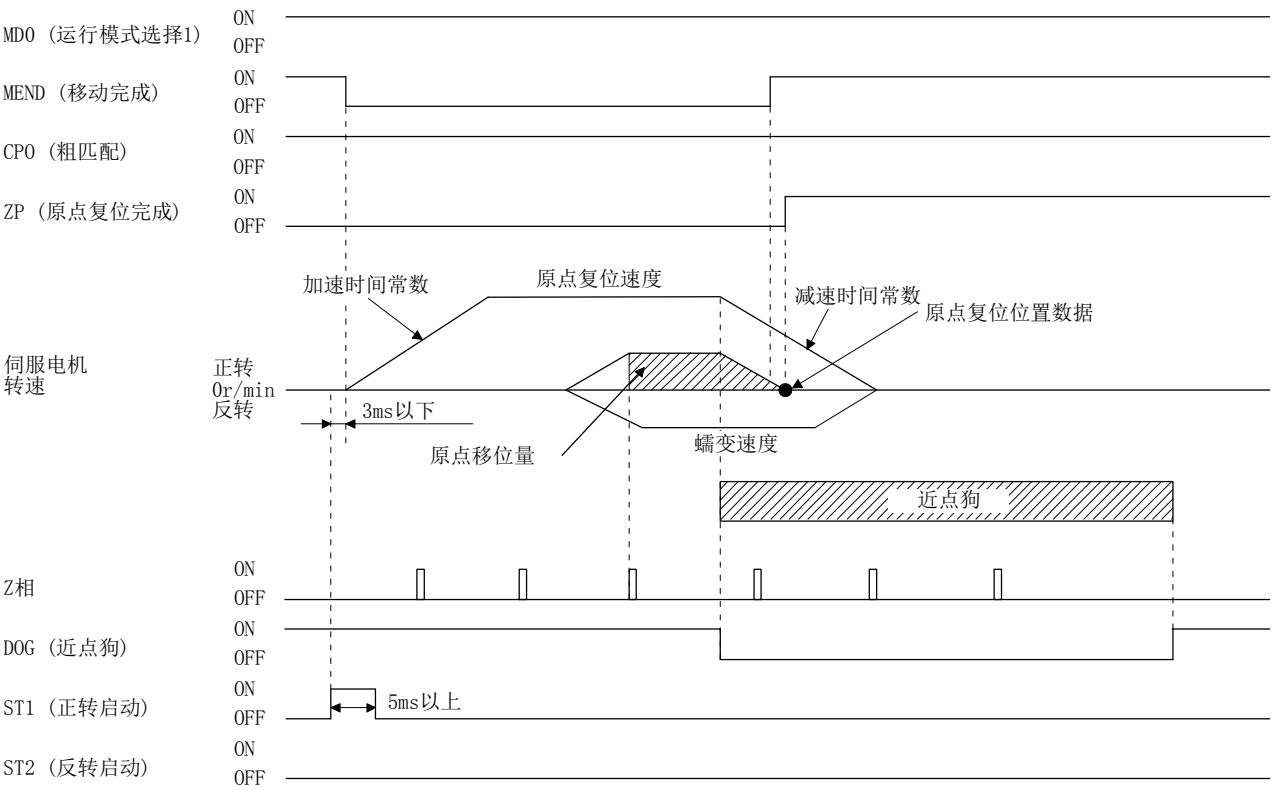 MD0 (运行模式选择1)
ON
OFF
MEND (移动完成)
ON
OFF
CPO (粗匹配)
ON
OFF
ZP (原点复位完成)
ON
OFF
加速时间常数
原点复位速度
减速时间常数
原点复位位置数据
伺服电机
转速
正转
0r/min
反转
3ms以下
原点移位量
蠕变速度
近点狗
Z相
ON
OFF
DOG (近点狗)
ON
OFF
ST1 (正转启动)
ON
OFF
5ms以上
ST2 (反转启动)
ON
OFF